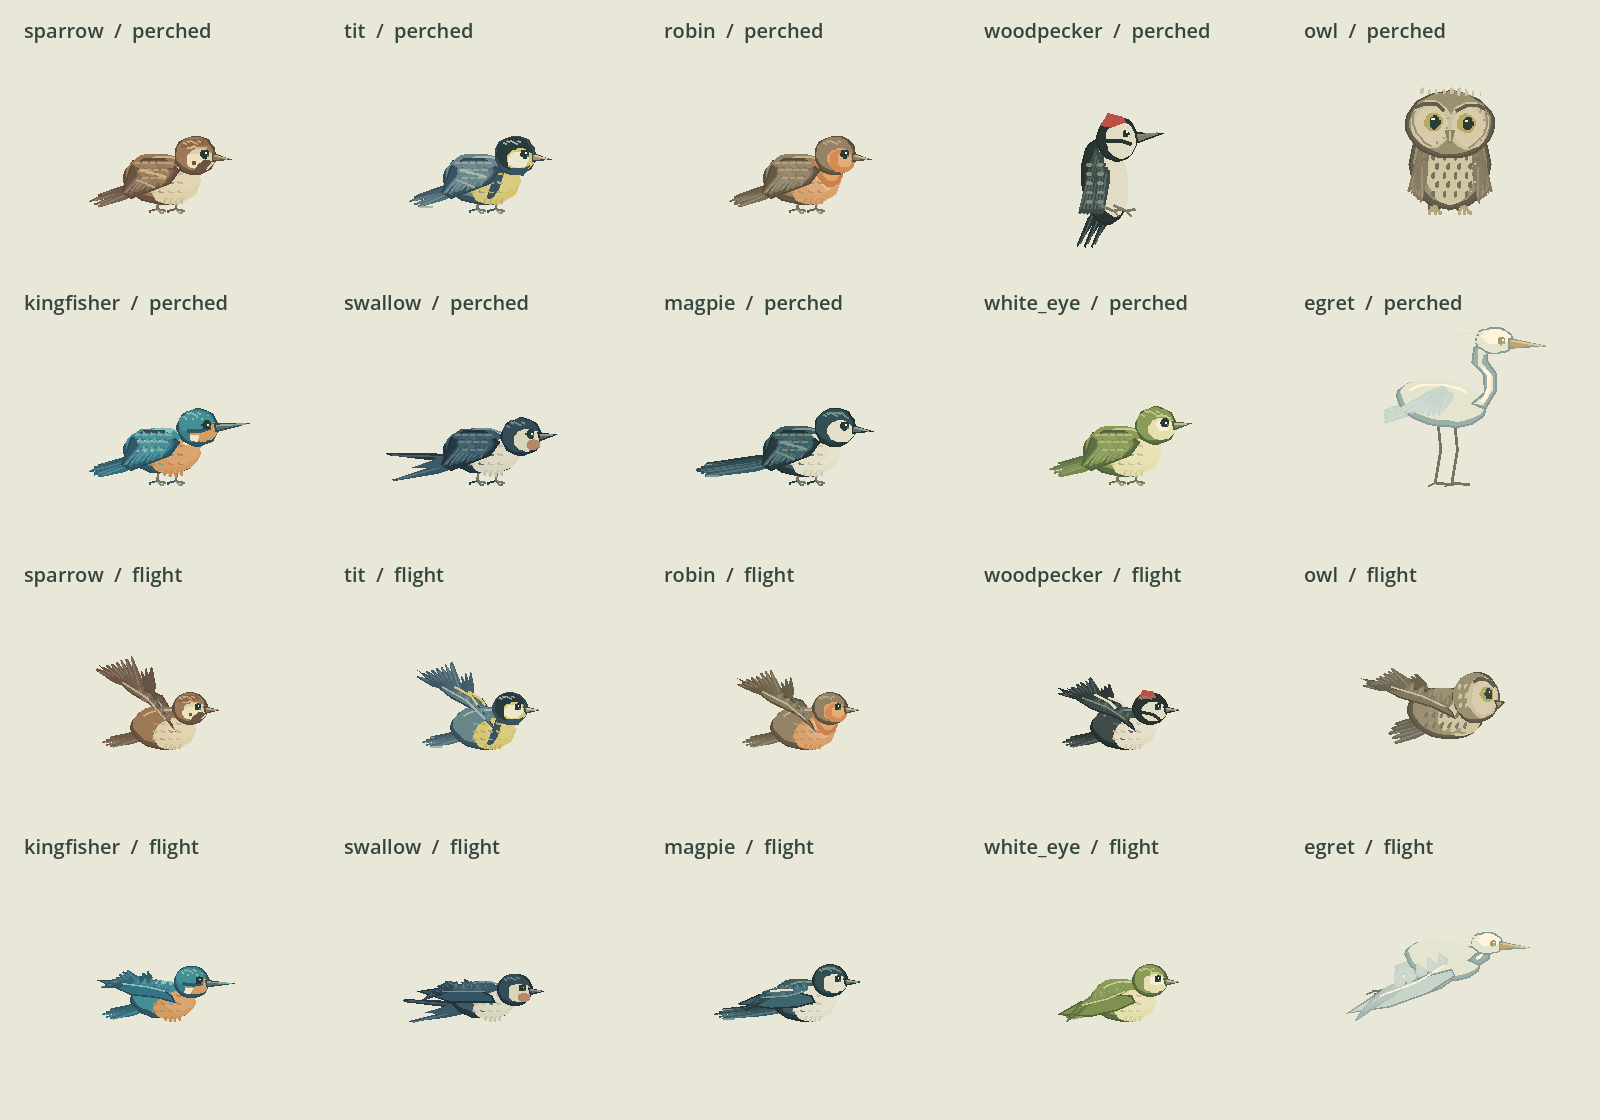 sparrow / perched
tit / perched
robin / perched
woodpecker / perched
owl / perched
kingfisher / perched
swallow / perched
magpie / perched
white_eye / perched
egret / perched
sparrow / flight
tit / flight
robin / flight
woodpecker / flight
owl / flight
kingfisher / flight
swallow / flight
magpie / flight
white_eye / flight
egret / flight